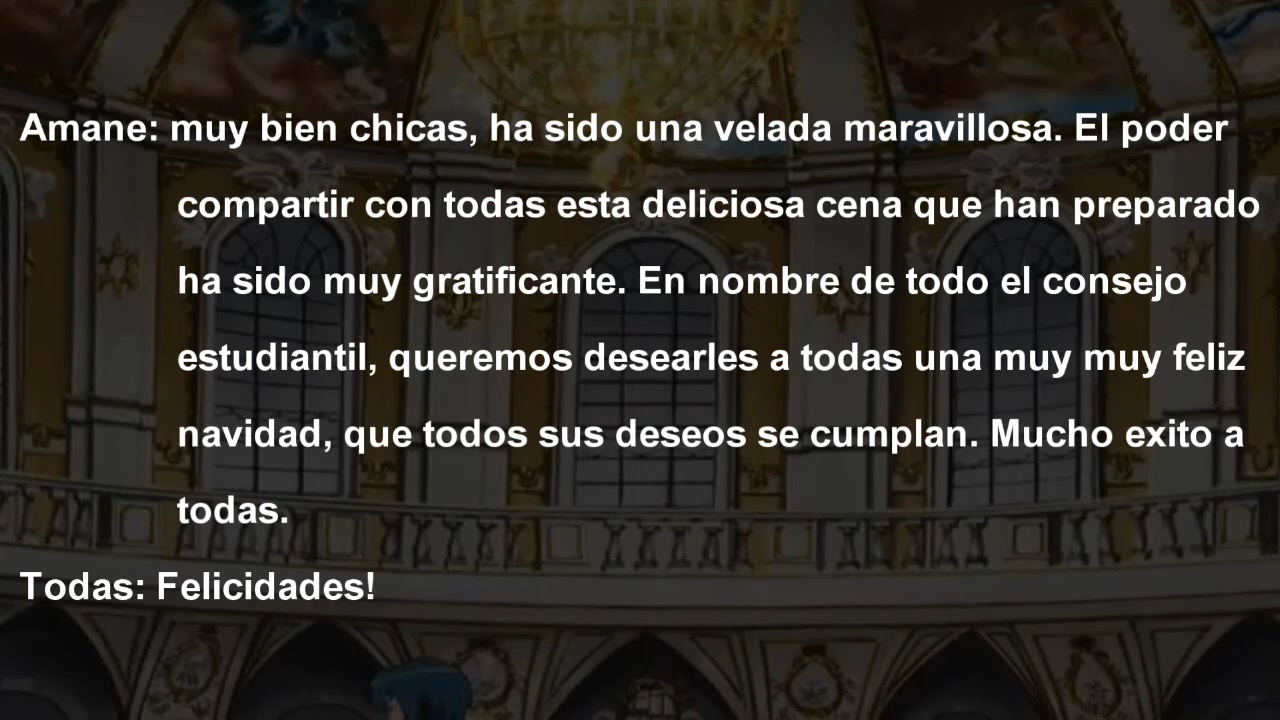 Amane: muy bien chicas, ha sido una velada maravillosa. El poder
compartir con todas esta deliciosa cena que han preparado
ha sido muy gratificante. En nombre de todo el consejo
estudiantil, queremos desearles a todas una muy muy feliz
navidad, que todos sus deseos se cumplan. Mucho exito a
todas.
Todas: Felicidades!